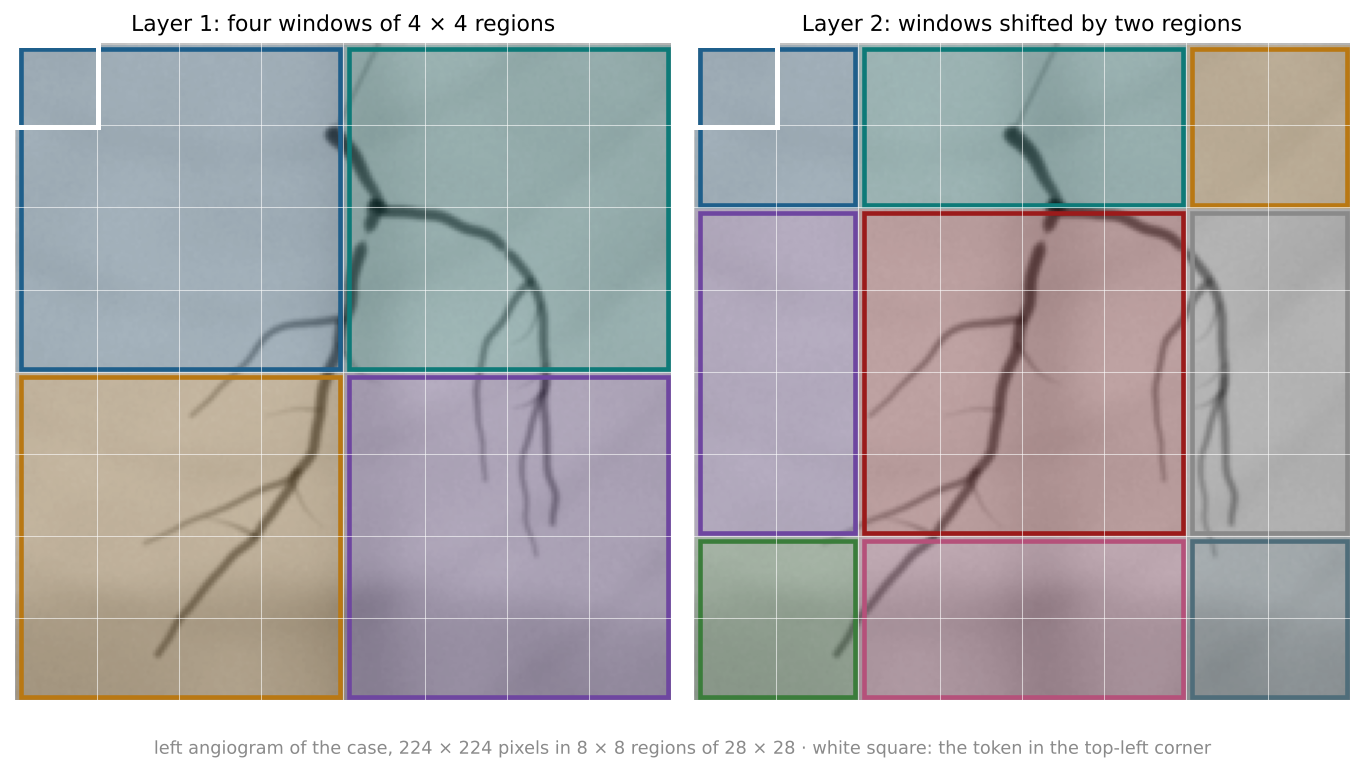 Layer 1: four windows of 4 × 4 regions
Layer 2: windows shifted by two regions
left angiogram of the case, 224 × 224 pixels in 8 × 8 regions of 28 × 28 · white square: the token in the top-left corner